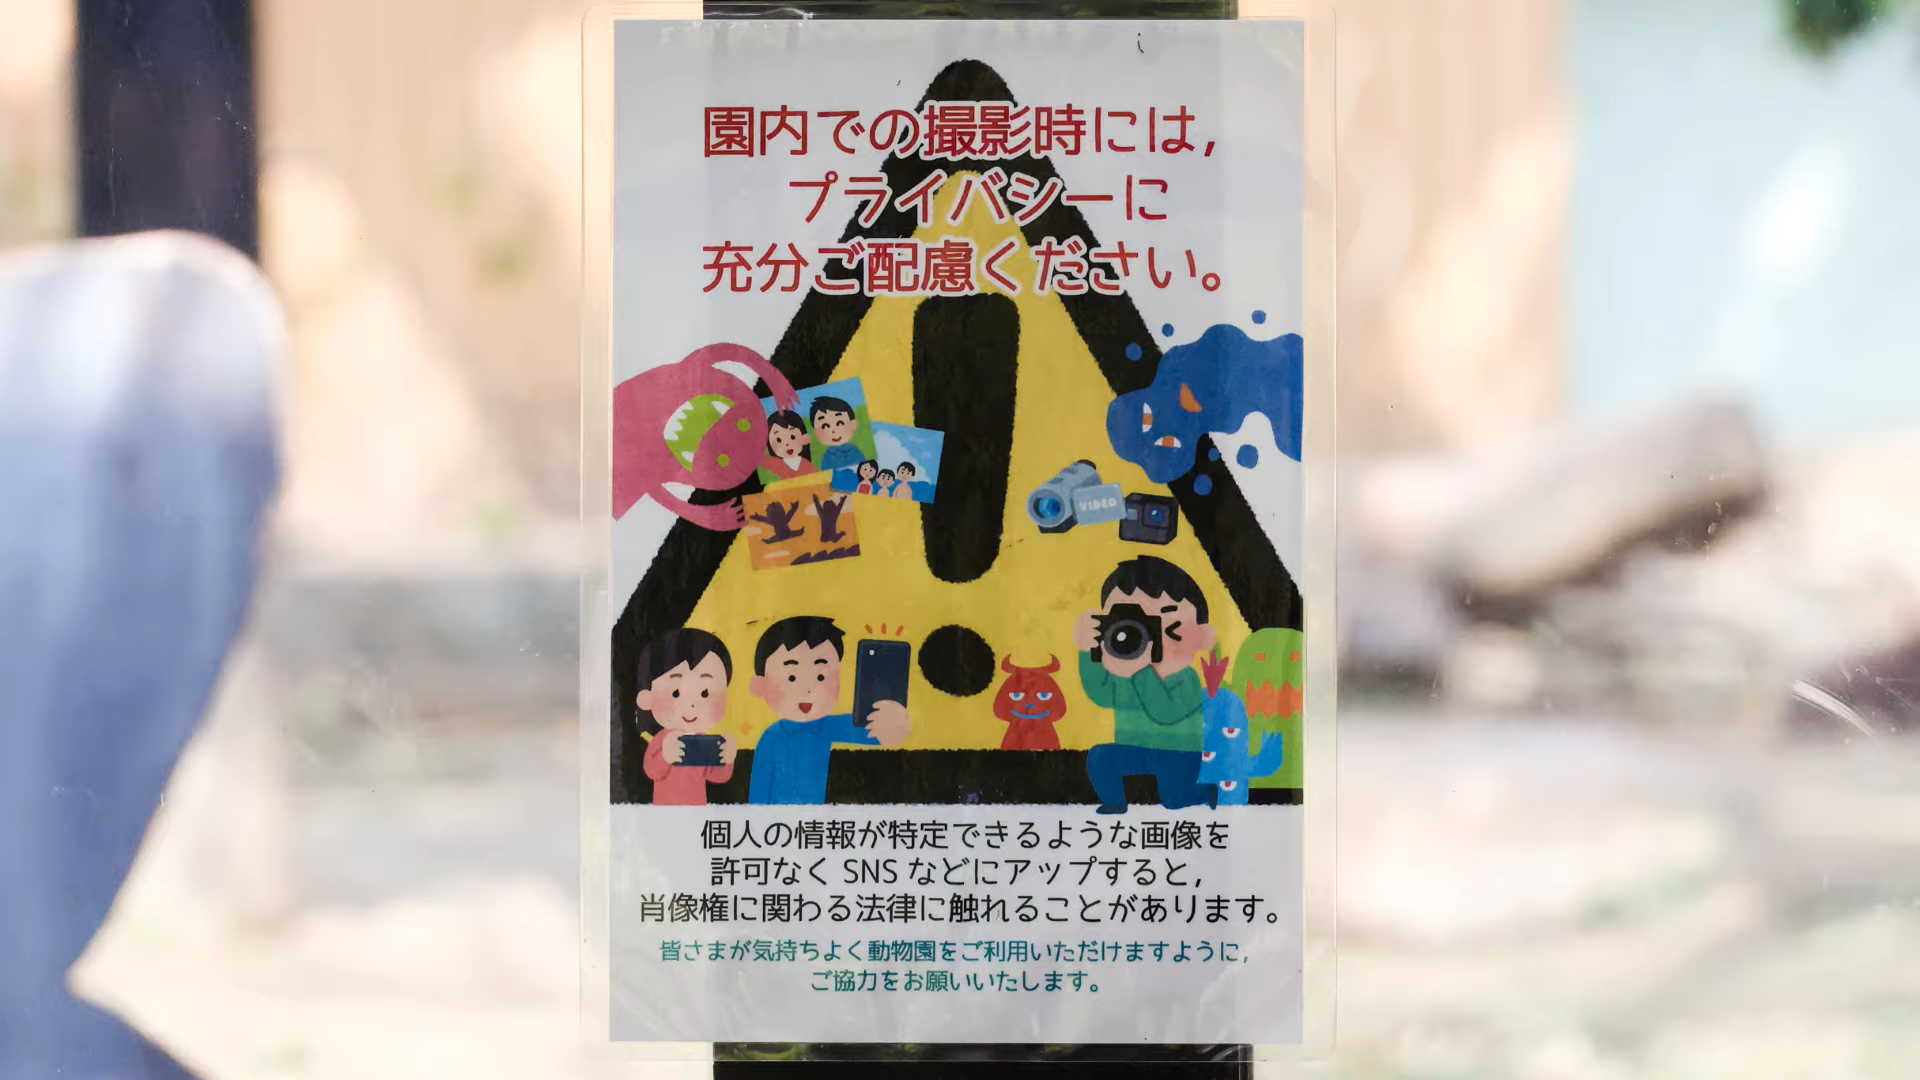 園内での撮影時には，
プライバシーに
充分ご配慮ください。
VIDEO
個人の情報が特定できるような画像を
許可なく SNS などにアップすると，
肖像権に関わる法律に触れることがあります。
皆さまが気持ちよく動物園をご利用いただけますように，
ご協力をお願いいたします。